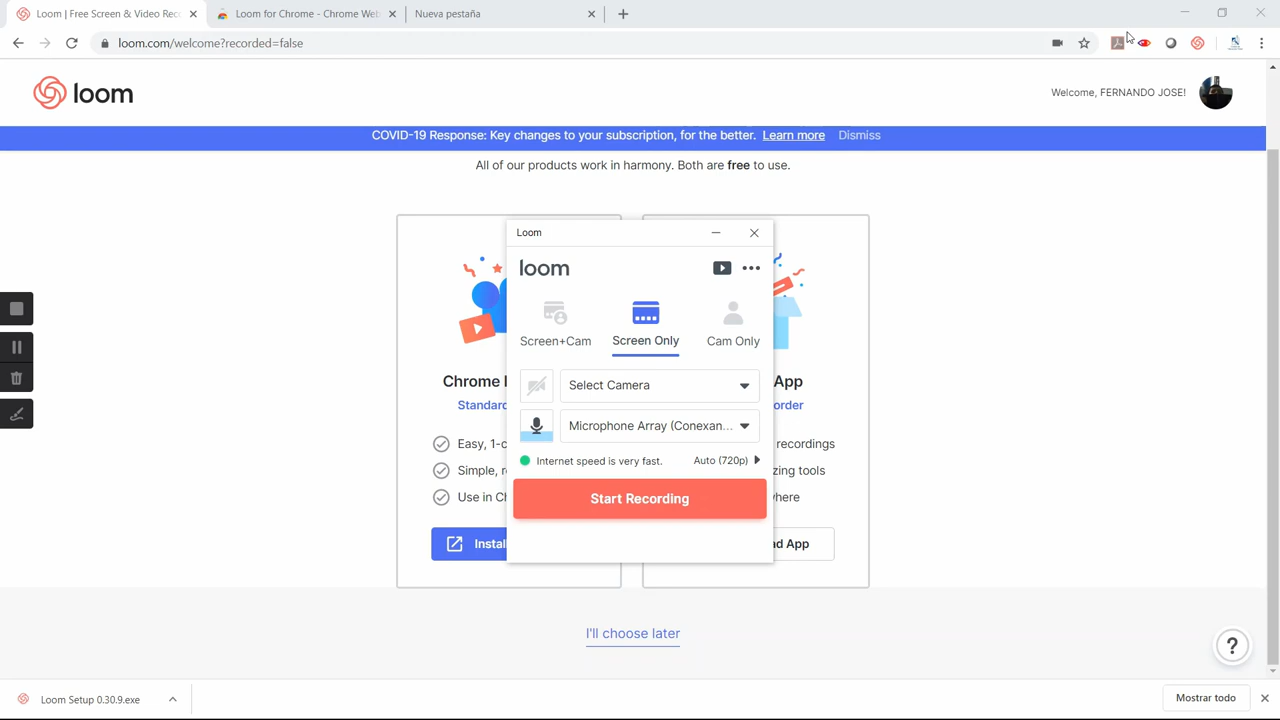 Loom | Free Screen & Video Rec
Loom for Chrome - Chrome Web
Nueva pestaña
loom.com/welcome?recorded=false
loom
Welcome, FERNANDO JOSE!
COVID-19 Response: Key changes to your subscription, for the better. Learn more Dismiss
All of our products work in harmony. Both are free to use.
Loom
loom
Screen+Cam
Screen Only
Cam Only
Select Camera
Microphone Array (Conexan...
Internet speed is very fast.
Auto (720p)
Start Recording
Chrome
App
Standard
order
Easy, 1-c
recordings
Simple, r
zing tools
Use in Ch
where
Instal
ad App
I'll choose later
?
Loom Setup 0.30.9.exe
Mostrar todo